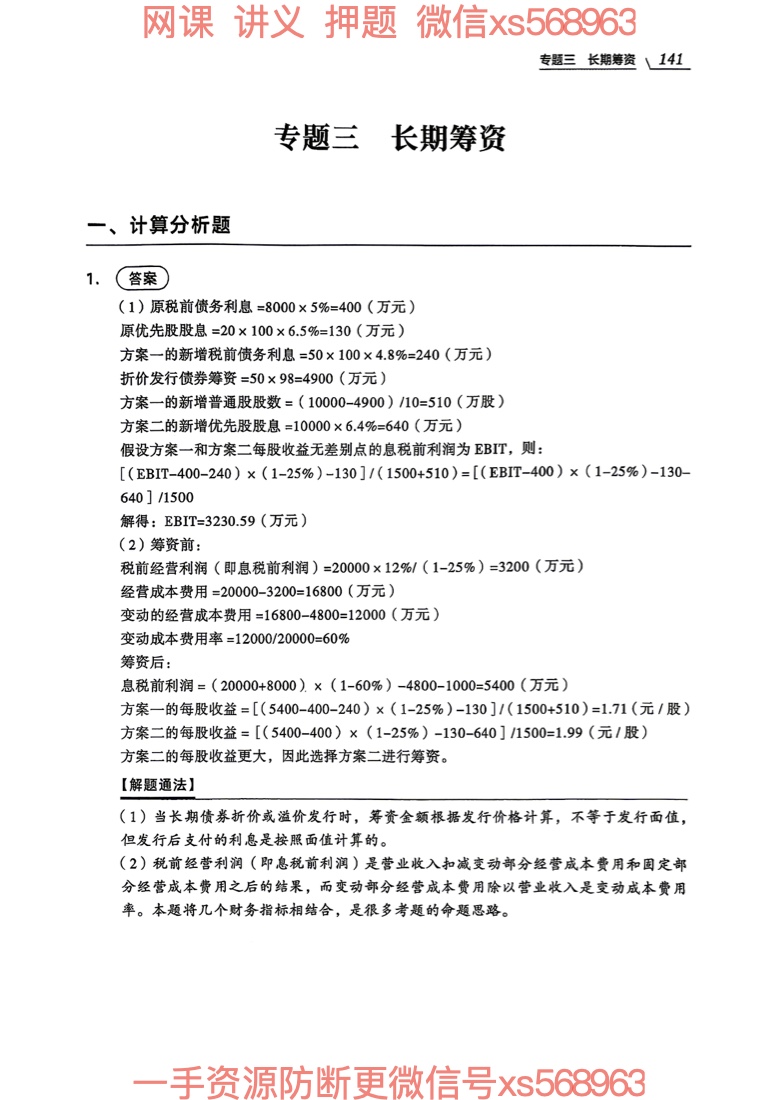 网课 讲义 押题 微信xs568963
专题三 长期筹资 141
专题三 长期筹资
一、计算分析题
1. 答案
（1）原税前债务利息 =8000 × 5%=400（万元）
原优先股股息 =20 × 100 × 6.5%=130（万元）
方案一的新增税前债务利息 =50 × 100 × 4.8%=240（万元）
折价发行债券筹资 =50 × 98=4900（万元）
方案一的新增普通股股数 =（10000–4900）/10=510（万股）
方案二的新增优先股股息 =10000 × 6.4%=640（万元）
假设方案一和方案二每股收益无差别点的息税前利润为 EBIT，则：
[（EBIT–400–240）×（1–25%）–130 ] /（1500+510）= [（EBIT–400）×（1–25%）–130–
640 ] /1500
解得：EBIT=3230.59（万元）
（2）筹资前：
税前经营利润（即息税前利润）=20000 × 12%/（1–25%）=3200（万元）
经营成本费用 =20000–3200=16800（万元）
变动的经营成本费用 =16800–4800=12000（万元）
变动成本费用率 =12000/20000=60%
筹资后：
息税前利润 =（20000+8000）×（1–60%）–4800–1000=5400（万元）
方案一的每股收益 = [（5400–400–240）×（1–25%）–130 ] /（1500+510）=1.71（元 / 股）
方案二的每股收益 = [（5400–400）×（1–25%）–130–640 ] /1500=1.99（元 / 股）
方案二的每股收益更大，因此选择方案二进行筹资。
【解题通法】
（1）当长期债券折价或溢价发行时，筹资金额根据发行价格计算，不等于发行面值，
但发行后支付的利息是按照面值计算的。
（2）税前经营利润（即息税前利润）是营业收入扣减变动部分经营成本费用和固定部
分经营成本费用之后的结果，而变动部分经营成本费用除以营业收入是变动成本费用
率。本题将几个财务指标相结合，是很多考题的命题思路。
一手资源防断更微信号xs568963